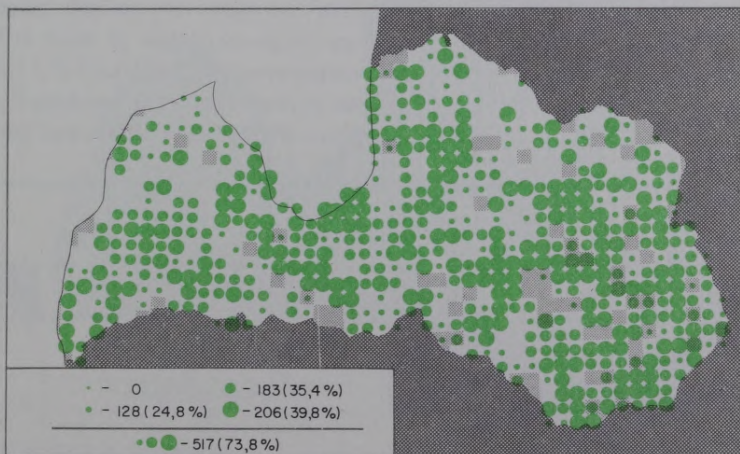 - 0 - 183(35,4%)
- 128(24,8%) - 206(39,8%)
- 517(73,8%)